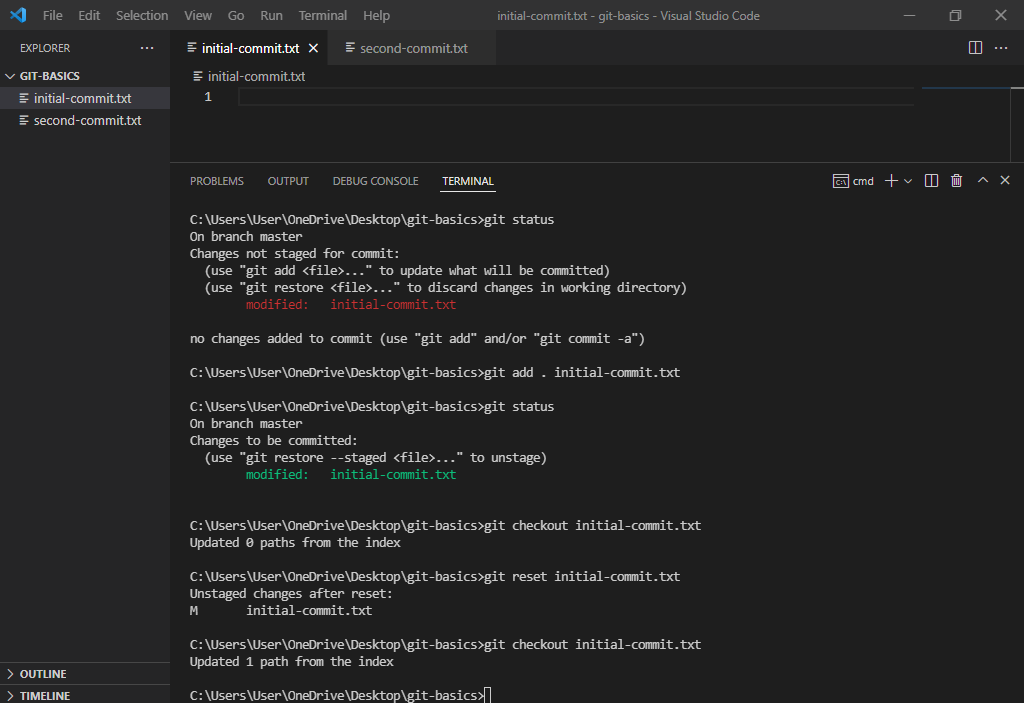 File Edit Selection View Go Run Terminal Help initial-commit.txt - git-basics - Visual Studio Code
EXPLORER
GIT-BASICS
initial-commit.txt
second-commit.txt
OUTLINE
TIMELINE
initial-commit.txt second-commit.txt
initial-commit.txt
1
PROBLEMS OUTPUT DEBUG CONSOLE TERMINAL cmd
C:\Users\User\OneDrive\Desktop\git-basics>git status
On branch master
Changes not staged for commit:
  (use "git add <file>..." to update what will be committed)
  (use "git restore <file>..." to discard changes in working directory)
        modified:   initial-commit.txt
no changes added to commit (use "git add" and/or "git commit -a")
C:\Users\User\OneDrive\Desktop\git-basics>git add . initial-commit.txt
C:\Users\User\OneDrive\Desktop\git-basics>git status
On branch master
Changes to be committed:
  (use "git restore --staged <file>..." to unstage)
        modified:   initial-commit.txt
C:\Users\User\OneDrive\Desktop\git-basics>git checkout initial-commit.txt
Updated 0 paths from the index
C:\Users\User\OneDrive\Desktop\git-basics>git reset initial-commit.txt
Unstaged changes after reset:
M       initial-commit.txt
C:\Users\User\OneDrive\Desktop\git-basics>git checkout initial-commit.txt
Updated 1 path from the index
C:\Users\User\OneDrive\Desktop\git-basics>